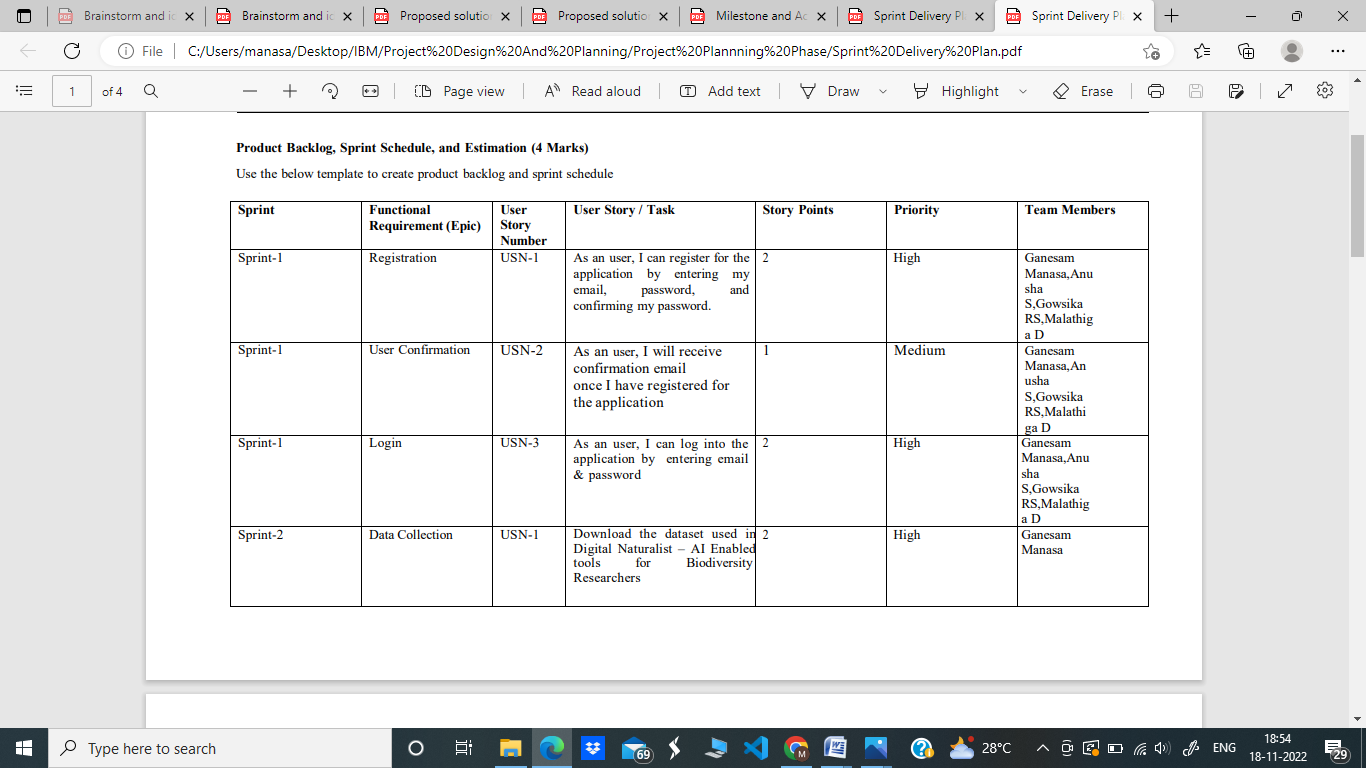 Brainstorm and id
Brainstorm and id
Proposed solutio
Proposed solutio
Milestone and Ac
Sprint Delivery Pl
Sprint Delivery Pl
File
C:/Users/manasa/Desktop/IBM/Project%20Design%20And%20Planning/Project%20Plannning%20Phase/Sprint%20Delivery%20Plan.pdf
1
of 4
Page view
Read aloud
Add text
Draw
Highlight
Erase
Product Backlog, Sprint Schedule, and Estimation (4 Marks)
Use the below template to create product backlog and sprint schedule
Sprint
Functional
Requirement (Epic)
User
Story
Number
User Story / Task
Story Points
Priority
Team Members
Sprint-1
Registration
USN-1
As an user, I can register for the
application by entering my
email, password, and
confirming my password.
2
High
Ganesam
Manasa,Anu
sha
S,Gowsika
RS,Malathig
a D
Sprint-1
User Confirmation
USN-2
As an user, I will receive
confirmation email
once I have registered for
the application
1
Medium
Ganesam
Manasa,An
usha
S,Gowsika
RS,Malathi
ga D
Sprint-1
Login
USN-3
As an user, I can log into the
application by entering email
& password
2
High
Ganesam
Manasa,Anu
sha
S,Gowsika
RS,Malathig
a D
Sprint-2
Data Collection
USN-1
Download the dataset used in
Digital Naturalist – AI Enabled
tools for Biodiversity
Researchers
2
High
Ganesam
Manasa
Type here to search
69
M
28°C
ENG
18:54
18-11-2022
29